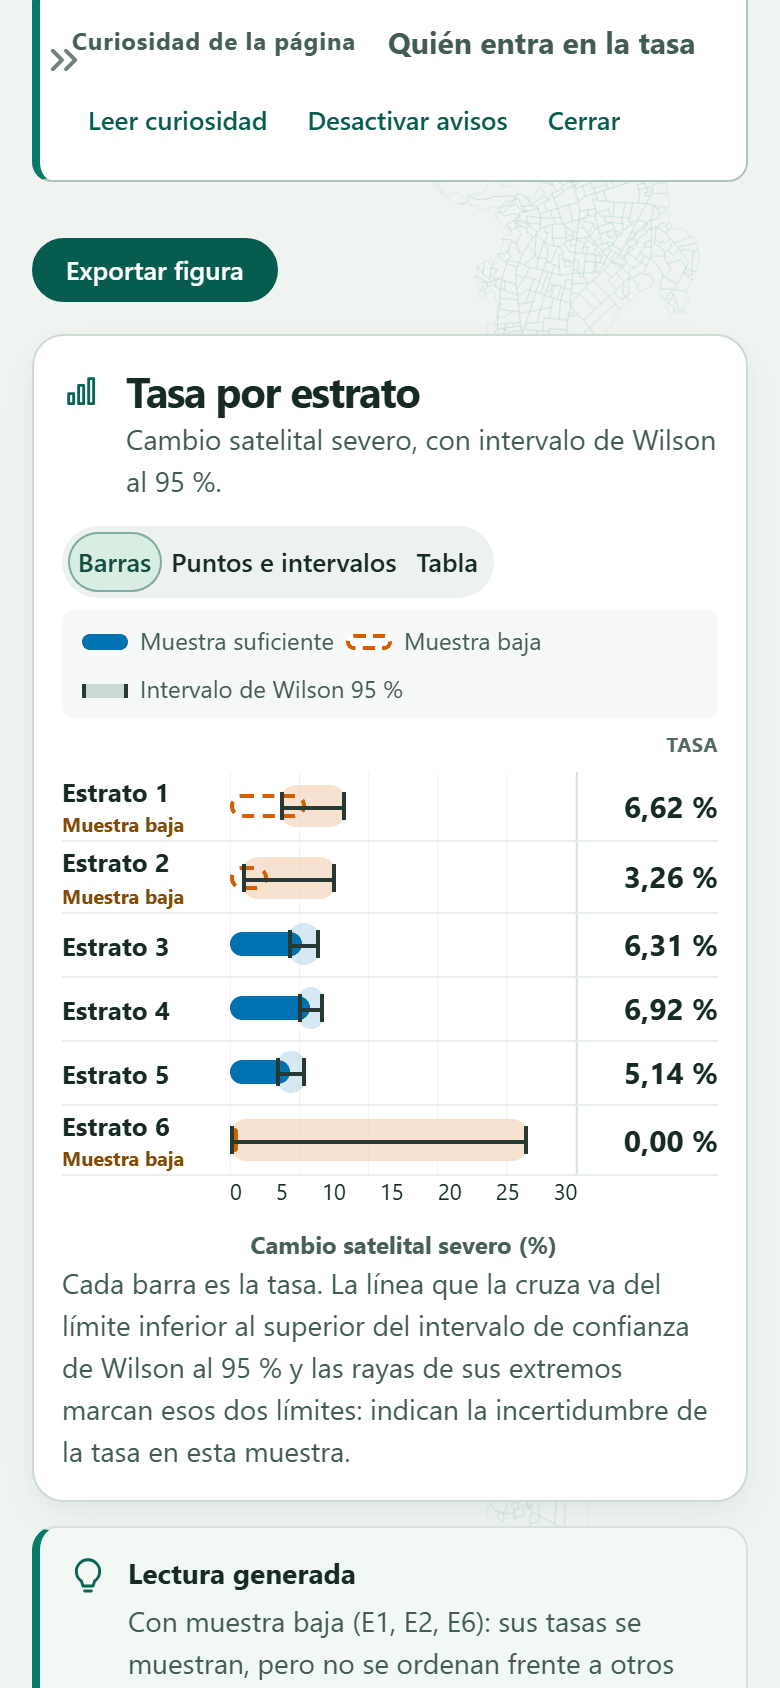 Curiosidad de la página
Quién entra en la tasa
Leer curiosidad
Desactivar avisos
Cerrar
Exportar figura
Tasa por estrato
Cambio satelital severo, con intervalo de Wilson
al 95 %.
Barras
Puntos e intervalos
Tabla
Muestra suficiente
Muestra baja
Intervalo de Wilson 95 %
TASA
Estrato 1
Muestra baja
6,62 %
Estrato 2
Muestra baja
3,26 %
Estrato 3
6,31 %
Estrato 4
6,92 %
Estrato 5
5,14 %
Estrato 6
Muestra baja
0,00 %
0 5 10 15 20 25 30
Cambio satelital severo (%)
Cada barra es la tasa. La línea que la cruza va del
límite inferior al superior del intervalo de confianza
de Wilson al 95 % y las rayas de sus extremos
marcan esos dos límites: indican la incertidumbre de
la tasa en esta muestra.
Lectura generada
Con muestra baja (E1, E2, E6): sus tasas se
muestran, pero no se ordenan frente a otros